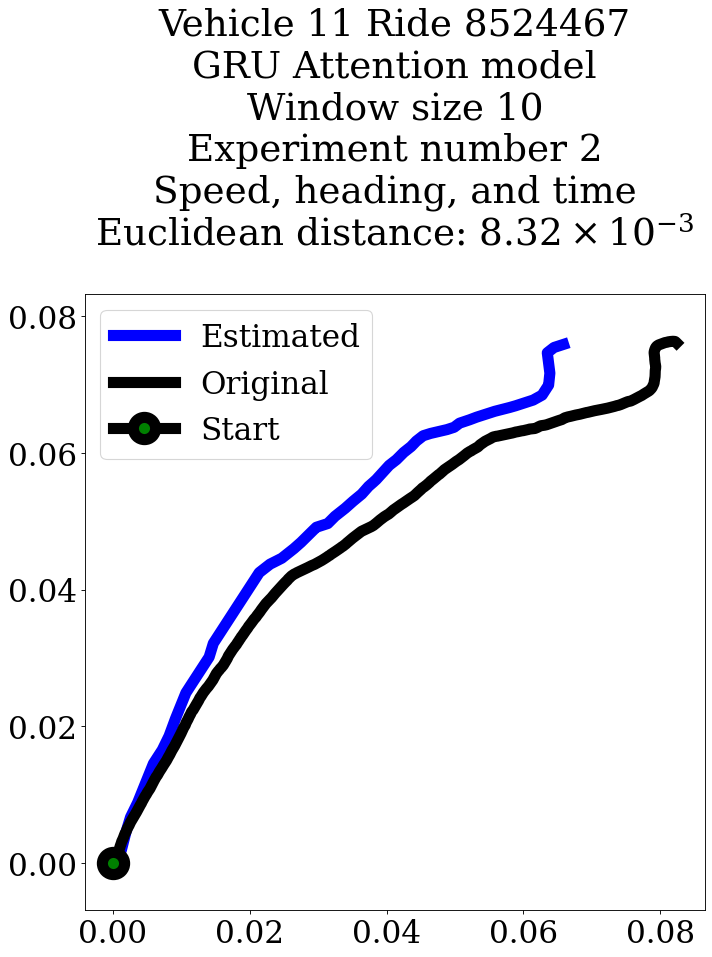 Vehicle 11 Ride 8524467
GRU Attention model
Window size 10
Experiment number 2
Speed, heading, and time
Euclidean distance: 8.32 × 10⁻³
0.08
0.06
0.04
0.02
0.00
Estimated
Original
Start
0.00 0.02 0.04 0.06 0.08